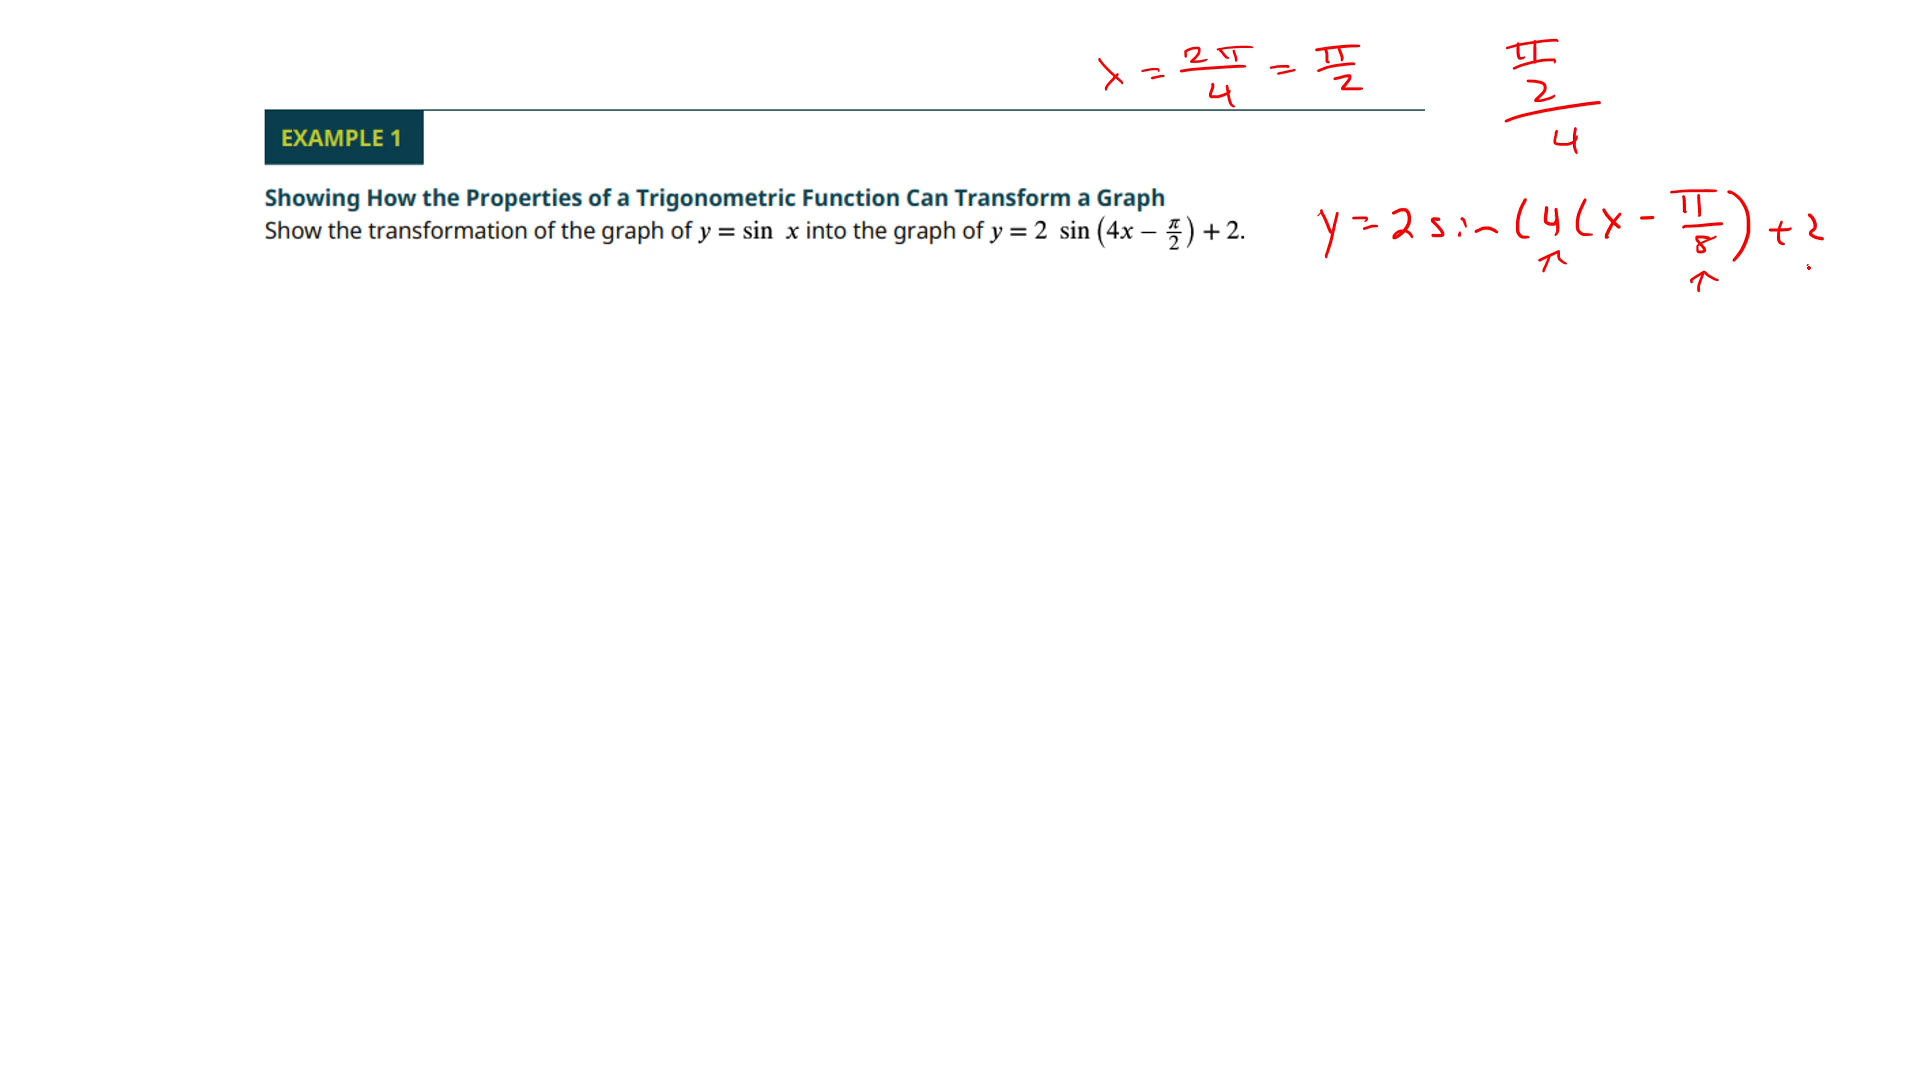 λ = 2π/4 = π/2
π/2/4
EXAMPLE 1
Showing How the Properties of a Trigonometric Function Can Transform a Graph
Show the transformation of the graph of y = sin x into the graph of y = 2 sin (4x − π/2) + 2.
y = 2 sin (4(x - π/8) + 2